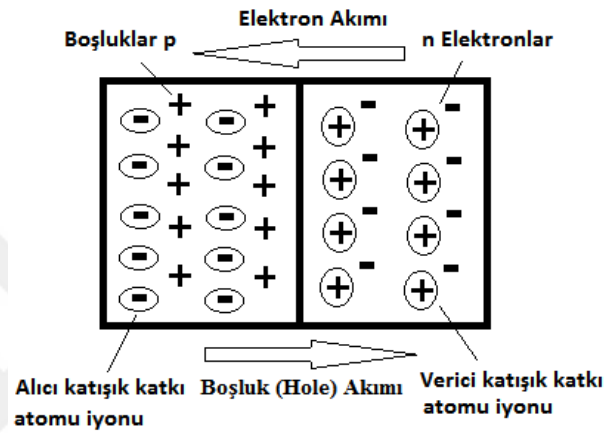 Elektron Akımı
Boşluklar p
n Elektronlar
Alıcı katışık katkı
atomu iyonu
Boşluk (Hole) Akımı
Verici katışık katkı
atomu iyonu